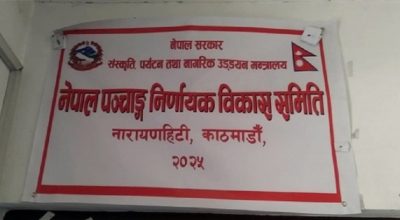 नेपाल सरकार
संस्कृति, पर्यटन तथा नागरिक उड्डयन मन्त्रालय
नेपाल पञ्चाङ्ग निर्णायक विकास समिति
नारायणहिटी, काठमाडौँ,
२०२५